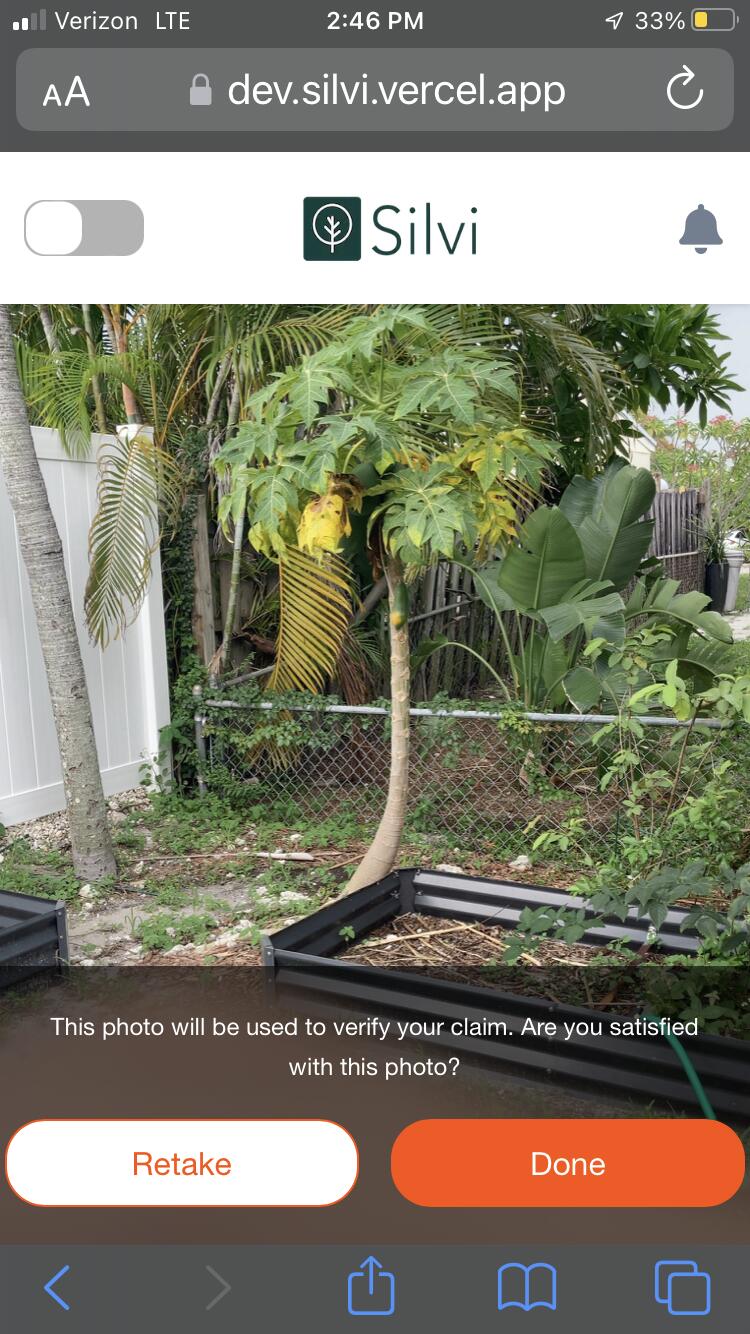 Verizon LTE 2:46 PM 33%
AA dev.silvi.vercel.app
Silvi
This photo will be used to verify your claim. Are you satisfied
with this photo?
Retake Done